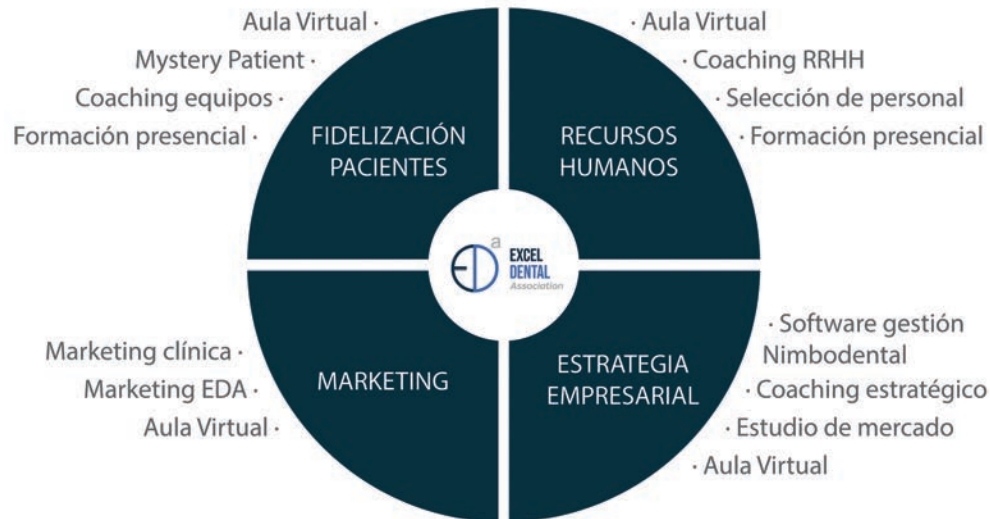 Aula Virtual ·
Mystery Patient ·
Coaching equipos ·
Formación presencial ·
FIDELIZACIÓN
PACIENTES
· Aula Virtual
· Coaching RRHH
· Selección de personal
· Formación presencial
RECURSOS
HUMANOS
EDa
EXCEL
DENTAL
Association
Marketing clínica ·
Marketing EDA ·
Aula Virtual ·
MARKETING
ESTRATEGIA
EMPRESARIAL
· Software gestión
Nimbodental
· Coaching estratégico
· Estudio de mercado
· Aula Virtual